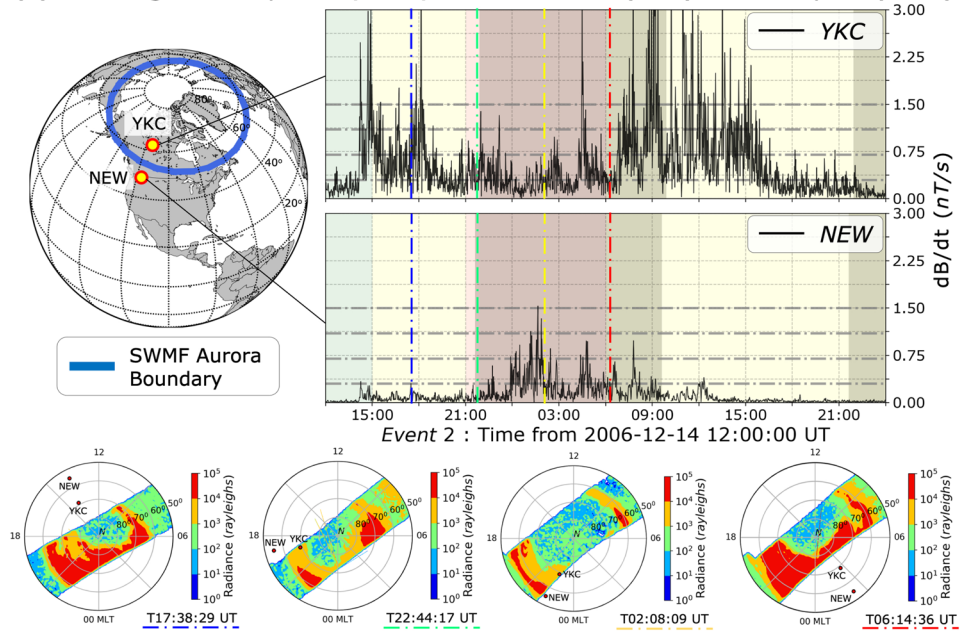 YKC
NEW
80°
60°
40°
20°
SWMF Aurora
Boundary
3.00
2.25
1.50
0.75
0.00
YKC
3.00
2.25
1.50
0.75
0.00
NEW
dB/dt (nT/s)
15:00 21:00 03:00 09:00 15:00 21:00
Event 2 : Time from 2006-12-14 12:00:00 UT
12
NEW
YKC
50°
70°
80°
N
18
06
00 MLT
10⁵
10⁴
10³
10²
10¹
10⁰
Radiance (rayleighs)
T17:38:29 UT
12
NEW
YKC
50°
70°
80°
N
18
06
00 MLT
10⁵
10⁴
10³
10²
10¹
10⁰
Radiance (rayleighs)
T22:44:17 UT
12
YKC
NEW
50°
70°
80°
N
18
06
00 MLT
10⁵
10⁴
10³
10²
10¹
10⁰
Radiance (rayleighs)
T02:08:09 UT
12
YKC
NEW
50°
60°
70°
80°
N
18
06
00 MLT
10⁵
10⁴
10³
10²
10¹
10⁰
Radiance (rayleighs)
T06:14:36 UT